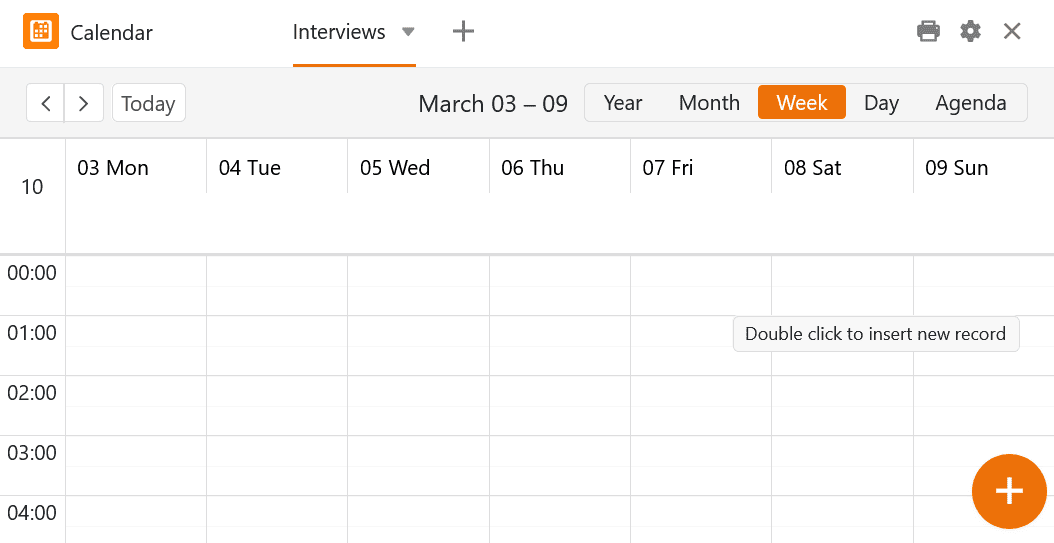 Calendar
Interviews
Today
March 03 – 09
Year Month Week Day Agenda
10
03 Mon 04 Tue 05 Wed 06 Thu 07 Fri 08 Sat 09 Sun
00:00
01:00
Double click to insert new record
02:00
03:00
04:00